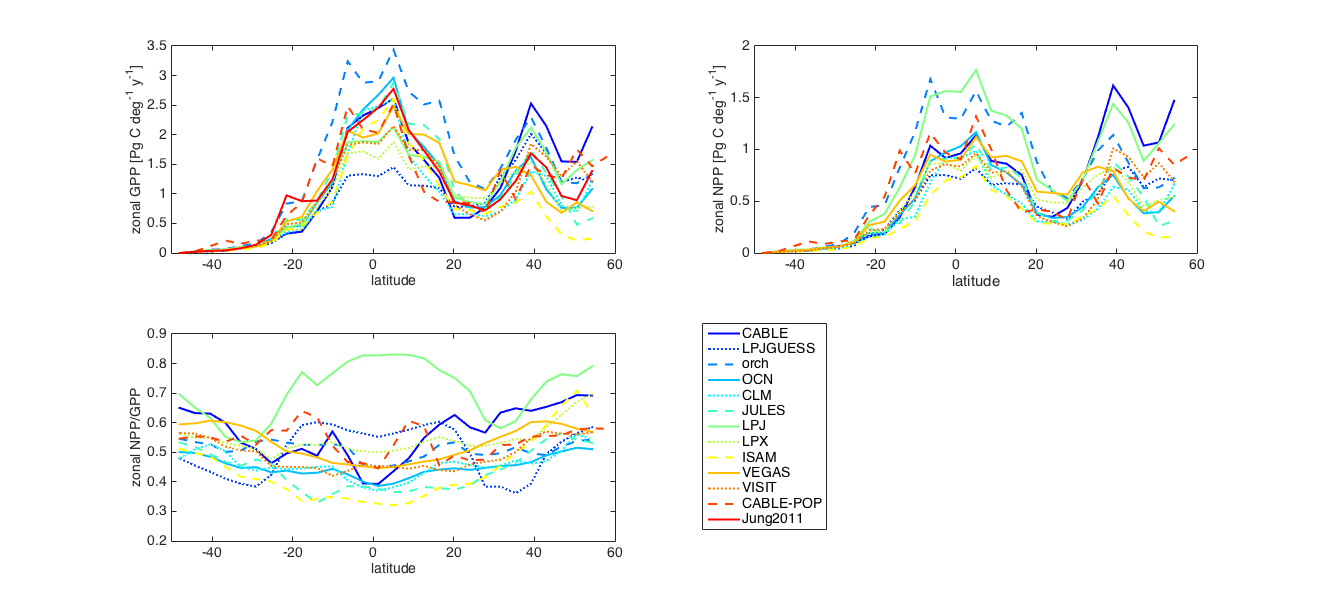 3.5
3
2.5
2
1.5
1
0.5
0
zonal GPP [Pg C deg⁻¹ y⁻¹]
-40 -20 0 20 40 60
latitude
2
1.5
1
0.5
0
zonal NPP [Pg C deg⁻¹ y⁻¹]
-40 -20 0 20 40 60
latitude
0.9
0.8
0.7
0.6
0.5
0.4
0.3
0.2
zonal NPP/GPP
-40 -20 0 20 40 60
latitude
CABLE
LPJGUESS
orch
OCN
CLM
JULES
LPJ
LPX
ISAM
VEGAS
VISIT
CABLE-POP
Jung2011